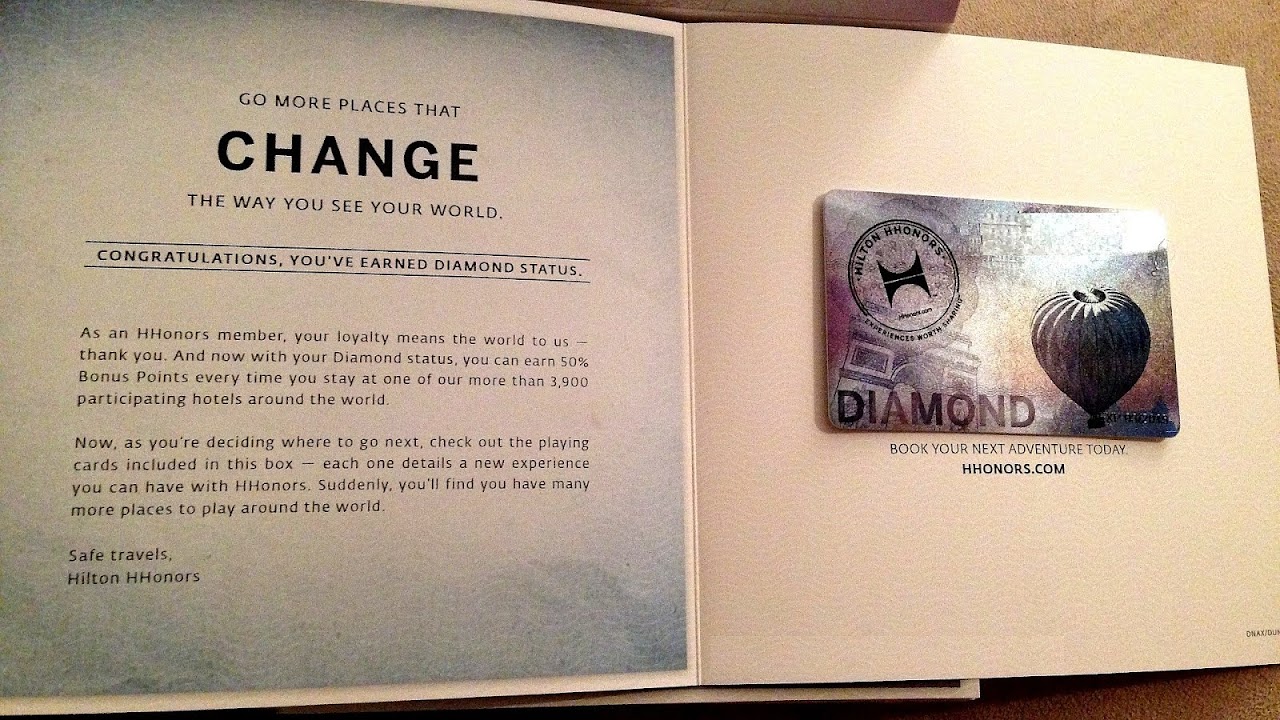 GO MORE PLACES THAT
CHANGE
THE WAY YOU SEE YOUR WORLD.
CONGRATULATIONS, YOU'VE EARNED DIAMOND STATUS.
As an HHonors member, your loyalty means the world to us —
thank you. And now with your Diamond status, you can earn 50%
Bonus Points every time you stay at one of our more than 3,900
participating hotels around the world.
Now, as you're deciding where to go next, check out the playing
cards included in this box — each one details a new experience
you can have with HHonors. Suddenly, you'll find you have many
more places to play around the world.
Safe travels,
Hilton HHonors
HILTON HHONORS
H
hhonors.com
EXPERIENCES WORTH SHARING
DIAMOND
BOOK YOUR NEXT ADVENTURE TODAY.
HHONORS.COM